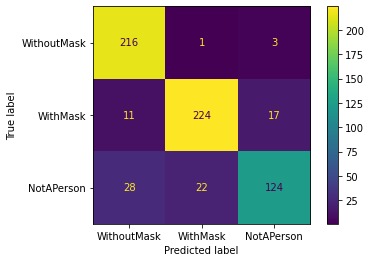 WithoutMask 216 1 3
WithMask 11 224 17
NotAPerson 28 22 124
WithoutMask WithMask NotAPerson
Predicted label
True label
200
175
150
125
100
75
50
25